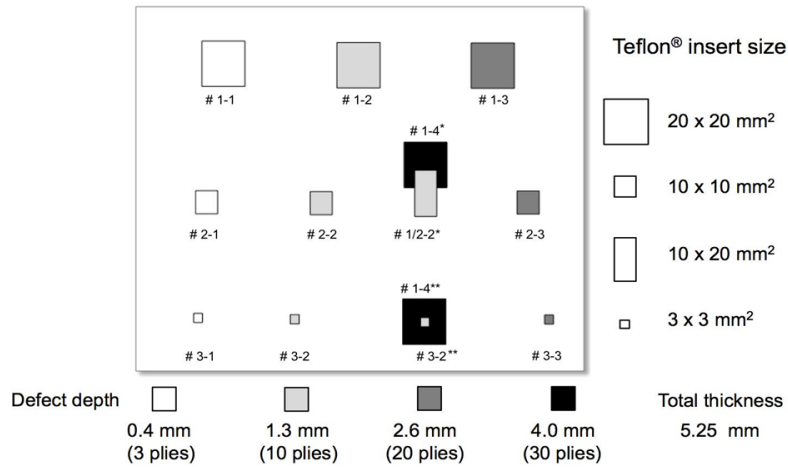 Teflon® insert size
# 1-1
# 1-2
# 1-3
20 x 20 mm²
# 1-4*
10 x 10 mm²
# 2-1
# 2-2
# 1/2-2*
# 2-3
10 x 20 mm²
# 1-4**
3 x 3 mm²
# 3-1
# 3-2
# 3-2**
# 3-3
Defect depth
Total thickness
0.4 mm
1.3 mm
2.6 mm
4.0 mm
5.25 mm
(3 plies)
(10 plies)
(20 plies)
(30 plies)